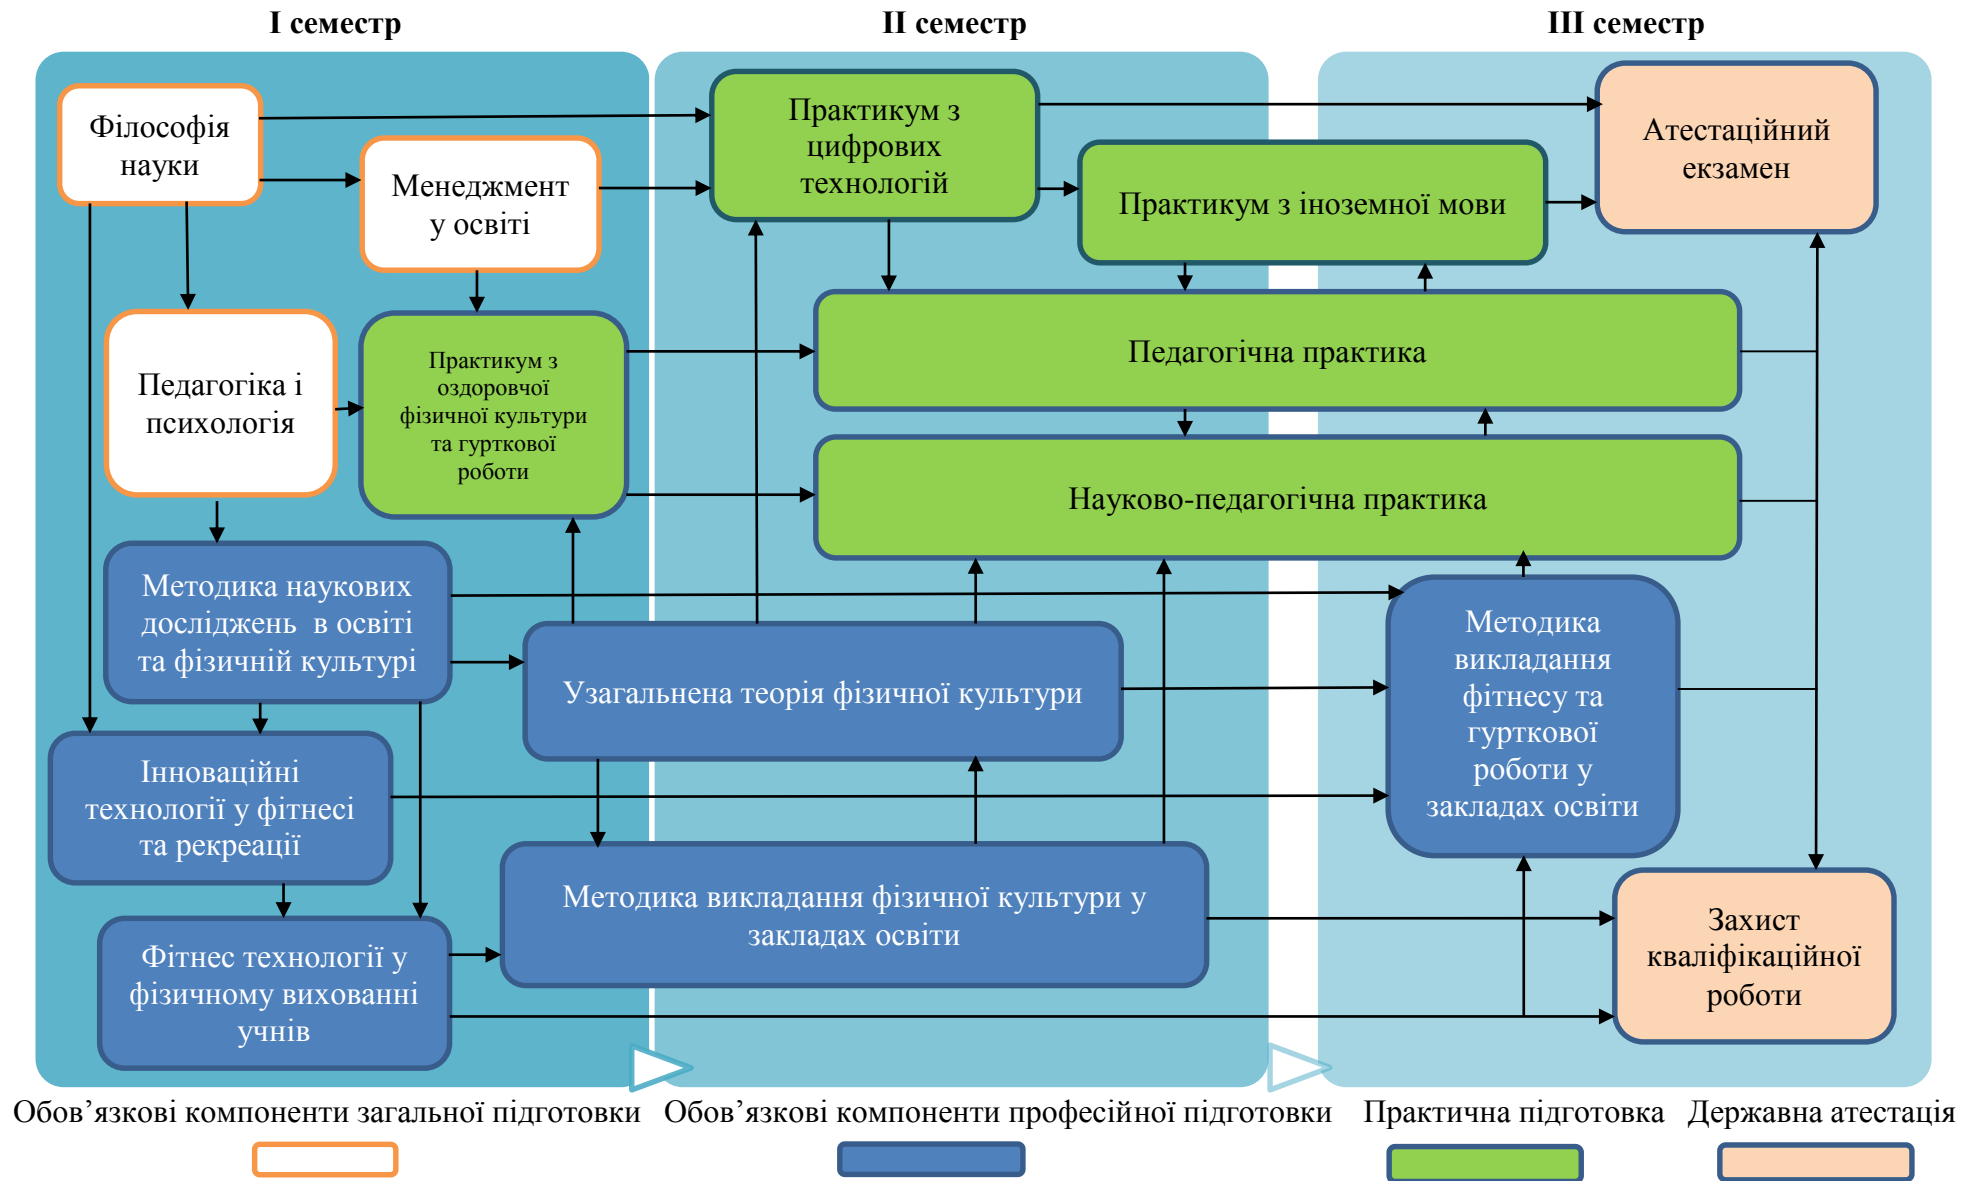 I семестр
II семестр
III семестр
Філософія
науки
Менеджмент
у освіті
Педагогіка і
психологія
Практикум з
оздоровчої
фізичної культури
та гурткової
роботи
Методика наукових
досліджень в освіті
та фізичній культурі
Інноваційні
технології у фітнесі
та рекреації
Фітнес технології у
фізичному вихованні
учнів
Практикум з
цифрових
технологій
Практикум з іноземної мови
Педагогічна практика
Науково-педагогічна практика
Узагальнена теорія фізичної культури
Методика викладання фізичної культури у
закладах освіти
Атестаційний
екзамен
Методика
викладання
фітнесу та
гурткової
роботи у
закладах освіти
Захист
кваліфікаційної
роботи
Обов’язкові компоненти загальної підготовки
Обов’язкові компоненти професійної підготовки
Практична підготовка
Державна атестація